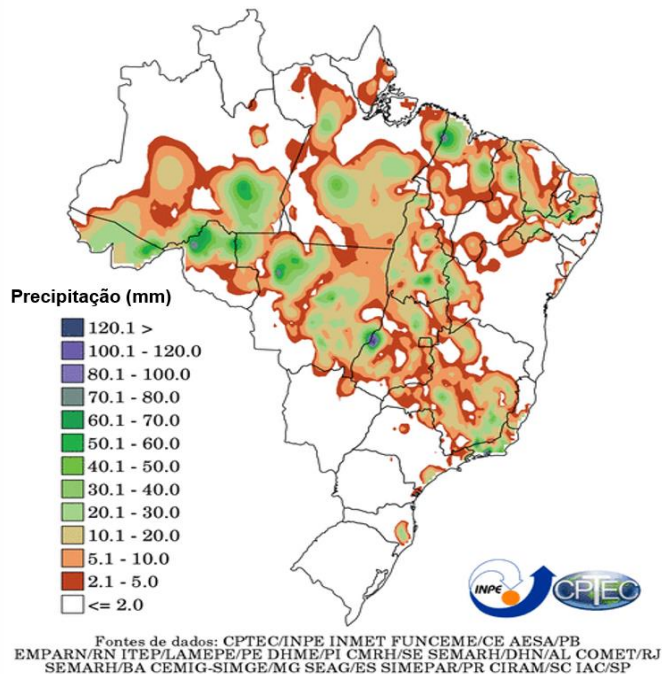 Precipitação (mm)
120.1 >
100.1 - 120.0
80.1 - 100.0
70.1 - 80.0
60.1 - 70.0
50.1 - 60.0
40.1 - 50.0
30.1 - 40.0
20.1 - 30.0
10.1 - 20.0
5.1 - 10.0
2.1 - 5.0
<= 2.0
INPE
CPTEC
Fontes de dados: CPTEC/INPE INMET FUNCEME/CE AESA/PB
EMPARN/RN ITEP/LAMEPE/PE DHME/PI CMRH/SE SEMARH/DHN/AL COMET/RJ
SEMARH/BA CEMIG-SIMGE/MG SEAG/ES SIMEPAR/PR CIRAM/SC IAC/SP